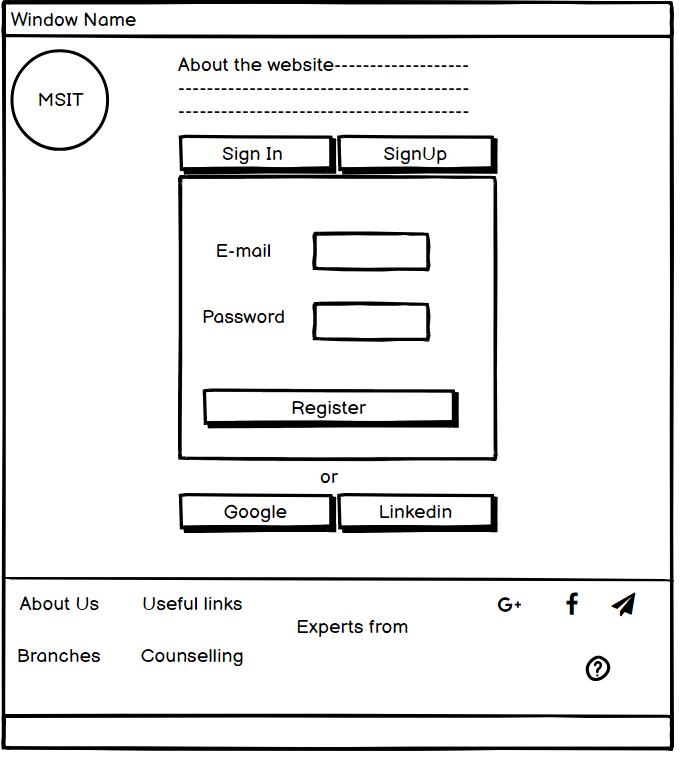 Window Name
MSIT
About the website-------------------
-----------------------------------------
-----------------------------------------
Sign In
SignUp
E-mail
Password
Register
or
Google
Linkedin
About Us
Useful links
G+
f
Experts from
Branches
Counselling
?